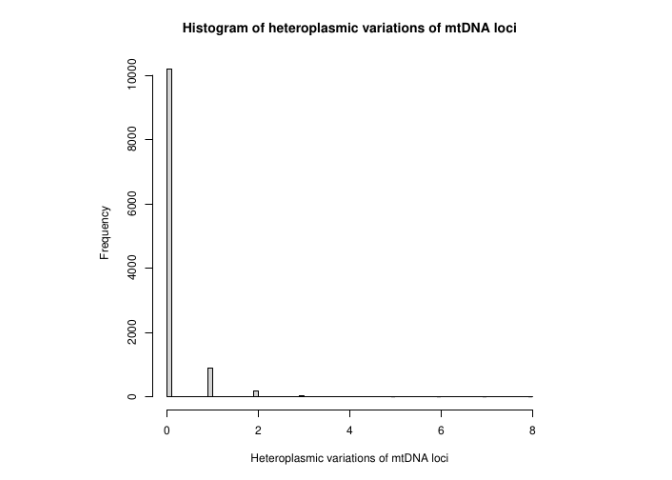 Histogram of heteroplasmic variations of mtDNA loci
Frequency
10000
8000
6000
4000
2000
0
0 2 4 6 8
Heteroplasmic variations of mtDNA loci